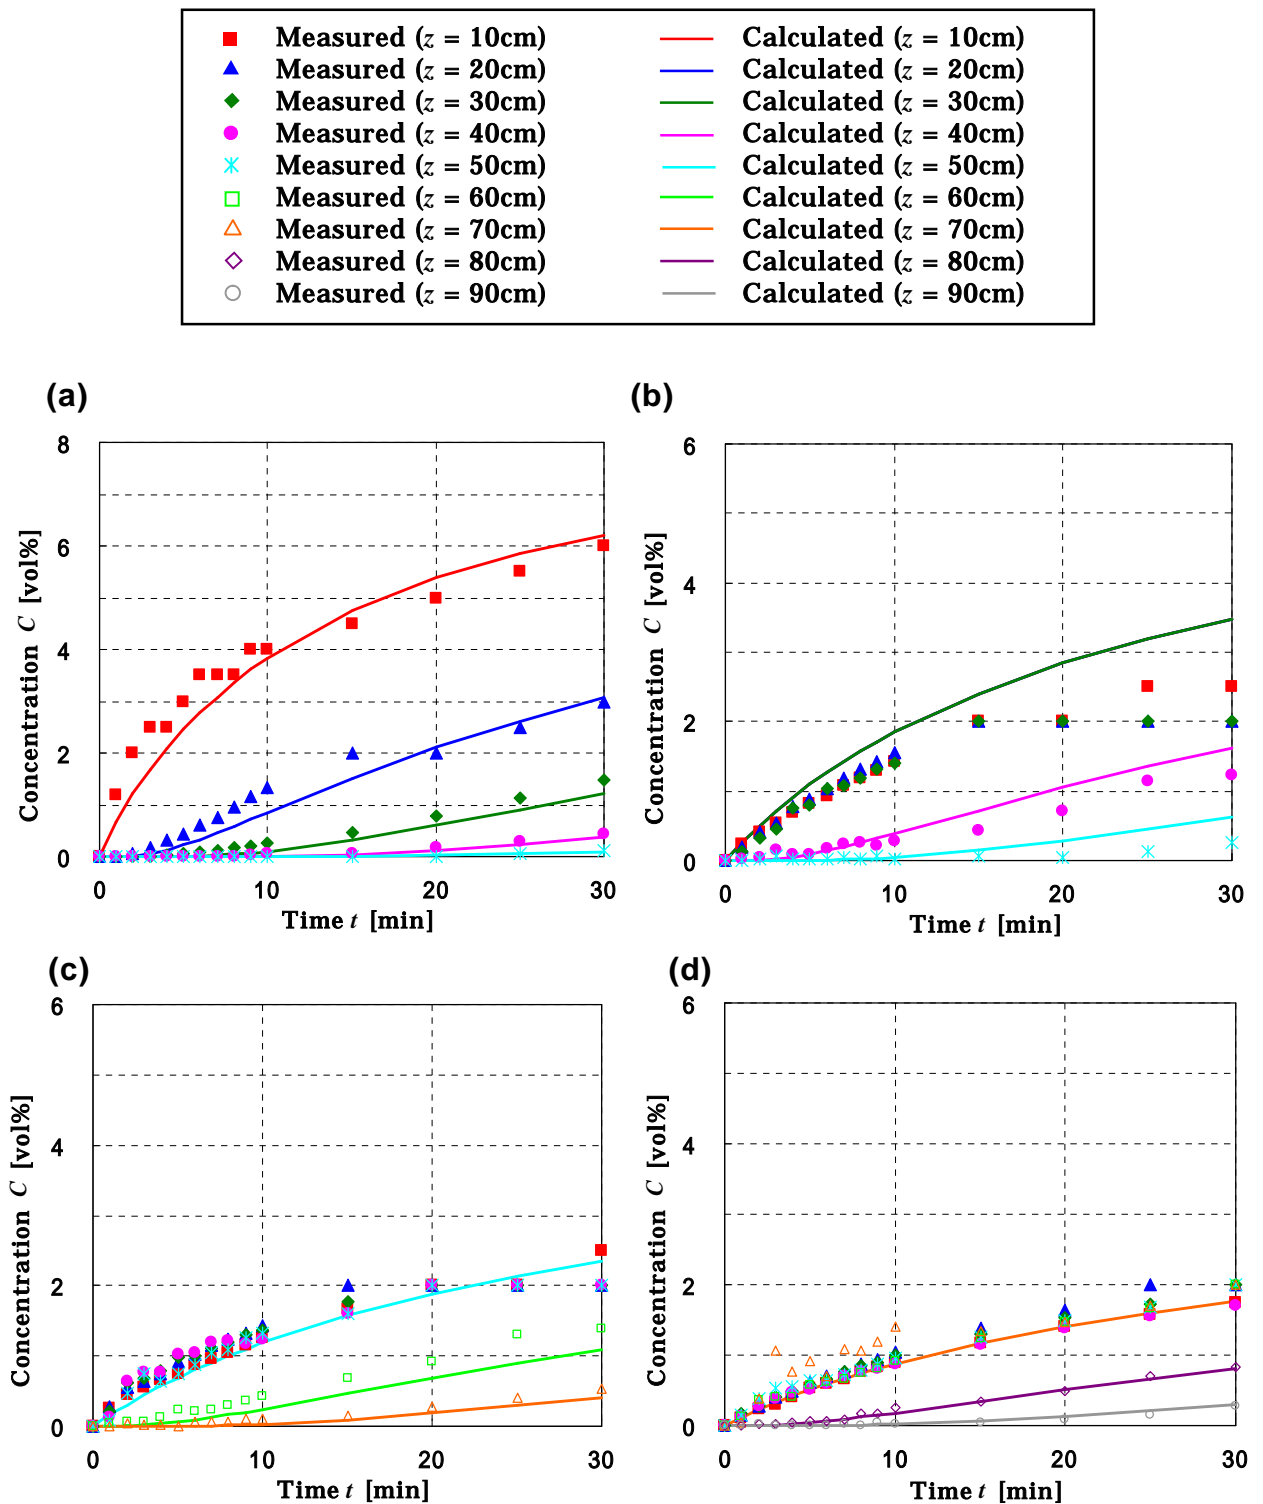 Measured (z = 10cm) Calculated (z = 10cm)
Measured (z = 20cm) Calculated (z = 20cm)
Measured (z = 30cm) Calculated (z = 30cm)
Measured (z = 40cm) Calculated (z = 40cm)
Measured (z = 50cm) Calculated (z = 50cm)
Measured (z = 60cm) Calculated (z = 60cm)
Measured (z = 70cm) Calculated (z = 70cm)
Measured (z = 80cm) Calculated (z = 80cm)
Measured (z = 90cm) Calculated (z = 90cm)
(a)
8
6
4
2
0
0 10 20 30
Concentration C [vol%]
Time t [min]
(b)
6
4
2
0
0 10 20 30
Concentration C [vol%]
Time t [min]
(c)
6
4
2
0
0 10 20 30
Concentration C [vol%]
Time t [min]
(d)
6
4
2
0
0 10 20 30
Concentration C [vol%]
Time t [min]